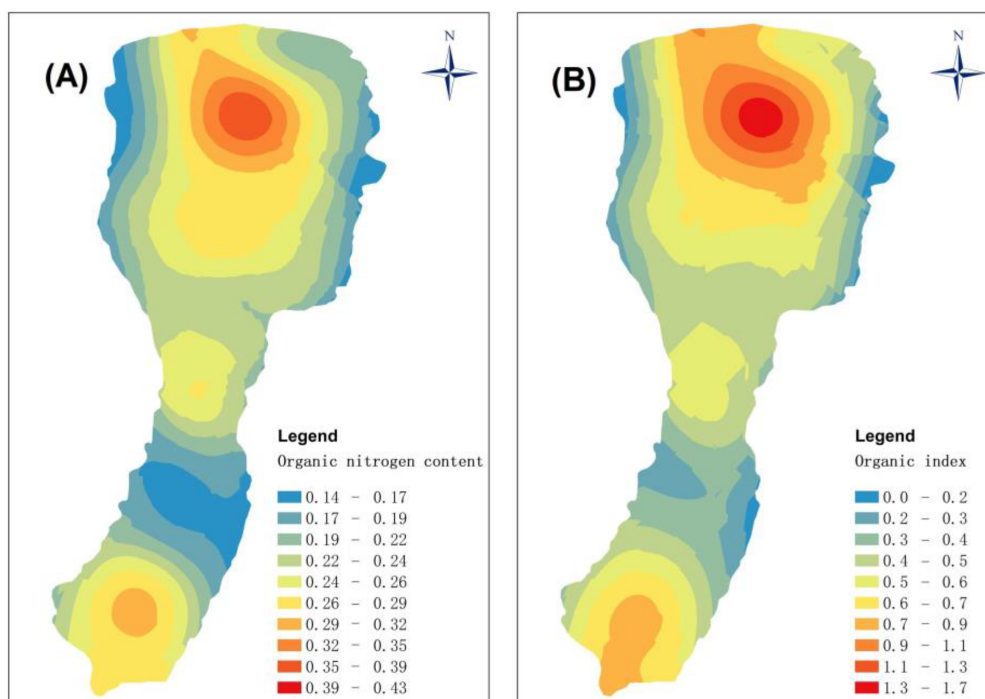 (A)
N
Legend
Organic nitrogen content
0.14 - 0.17
0.17 - 0.19
0.19 - 0.22
0.22 - 0.24
0.24 - 0.26
0.26 - 0.29
0.29 - 0.32
0.32 - 0.35
0.35 - 0.39
0.39 - 0.43
(B)
N
Legend
Organic index
0.0 - 0.2
0.2 - 0.3
0.3 - 0.4
0.4 - 0.5
0.5 - 0.6
0.6 - 0.7
0.7 - 0.9
0.9 - 1.1
1.1 - 1.3
1.3 - 1.7